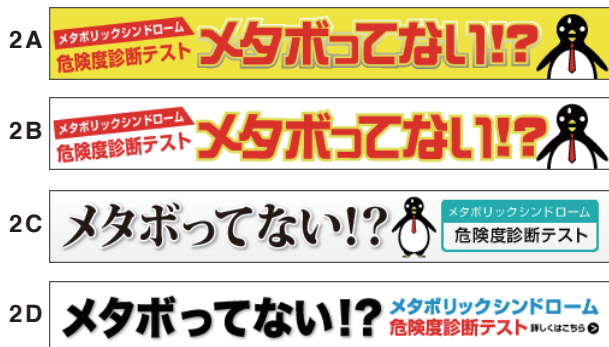 2A
メタボリックシンドローム
危険度診断テスト
メタボってない!?
2B
メタボリックシンドローム
危険度診断テスト
メタボってない!?
2C
メタボってない!?
メタボリックシンドローム
危険度診断テスト
2D
メタボってない!?
メタボリックシンドローム
危険度診断テスト 詳しくはこちら